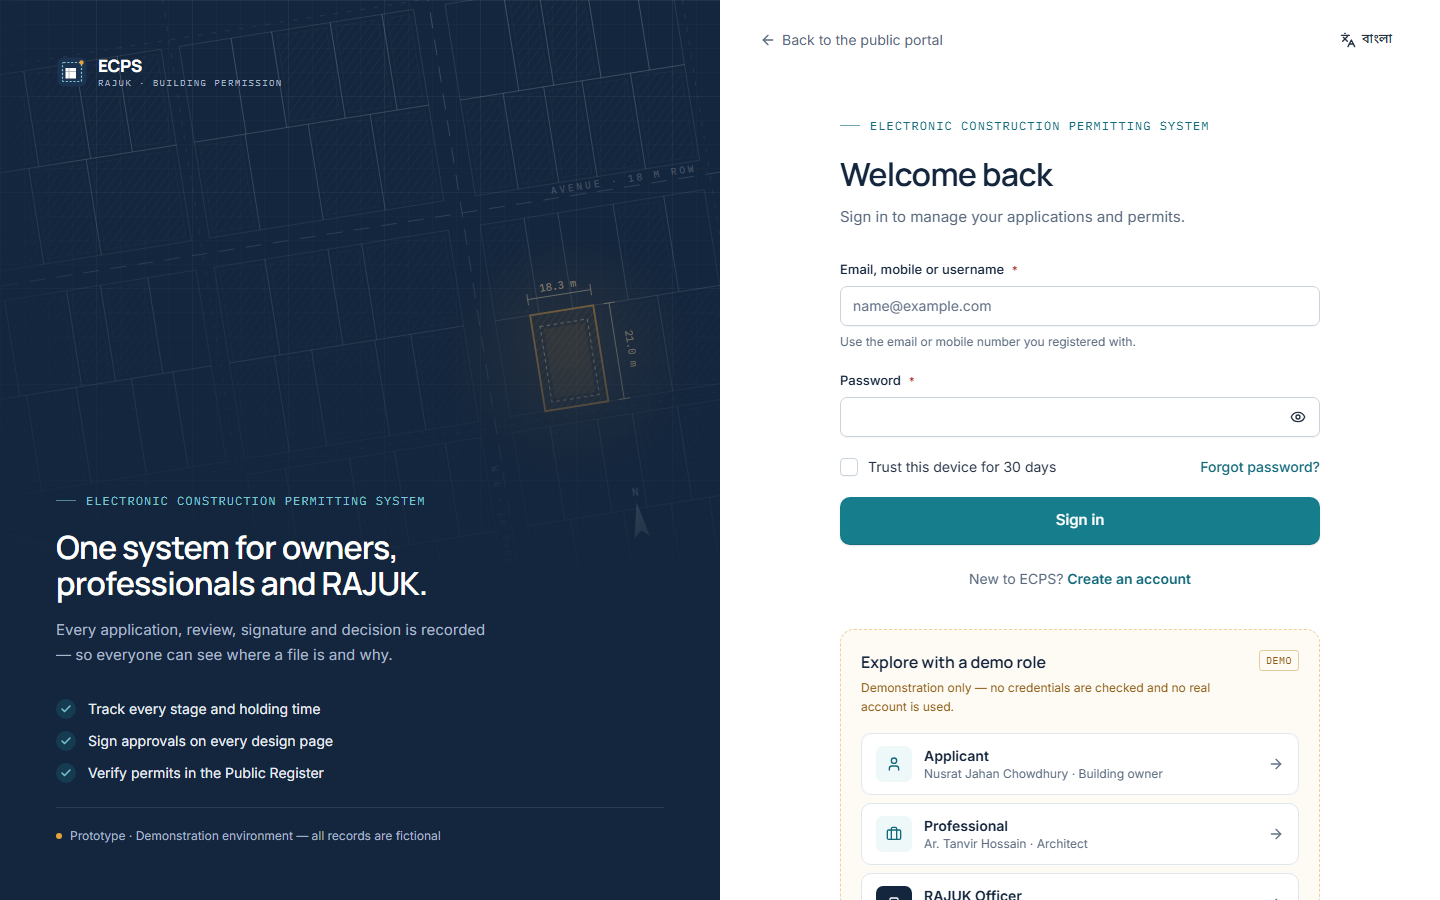 ECPS
RAJUK · BUILDING PERMISSION
AVENUE · 18 M ROW
18.3 m
21.0 m
N
ELECTRONIC CONSTRUCTION PERMITTING SYSTEM
One system for owners,
professionals and RAJUK.
Every application, review, signature and decision is recorded
— so everyone can see where a file is and why.
Track every stage and holding time
Sign approvals on every design page
Verify permits in the Public Register
Prototype · Demonstration environment — all records are fictional
Back to the public portal
বাংলা
ELECTRONIC CONSTRUCTION PERMITTING SYSTEM
Welcome back
Sign in to manage your applications and permits.
Email, mobile or username *
name@example.com
Use the email or mobile number you registered with.
Password *
Trust this device for 30 days
Forgot password?
Sign in
New to ECPS? Create an account
Explore with a demo role
DEMO
Demonstration only — no credentials are checked and no real
account is used.
Applicant
Nusrat Jahan Chowdhury · Building owner
Professional
Ar. Tanvir Hossain · Architect
RAJUK Officer